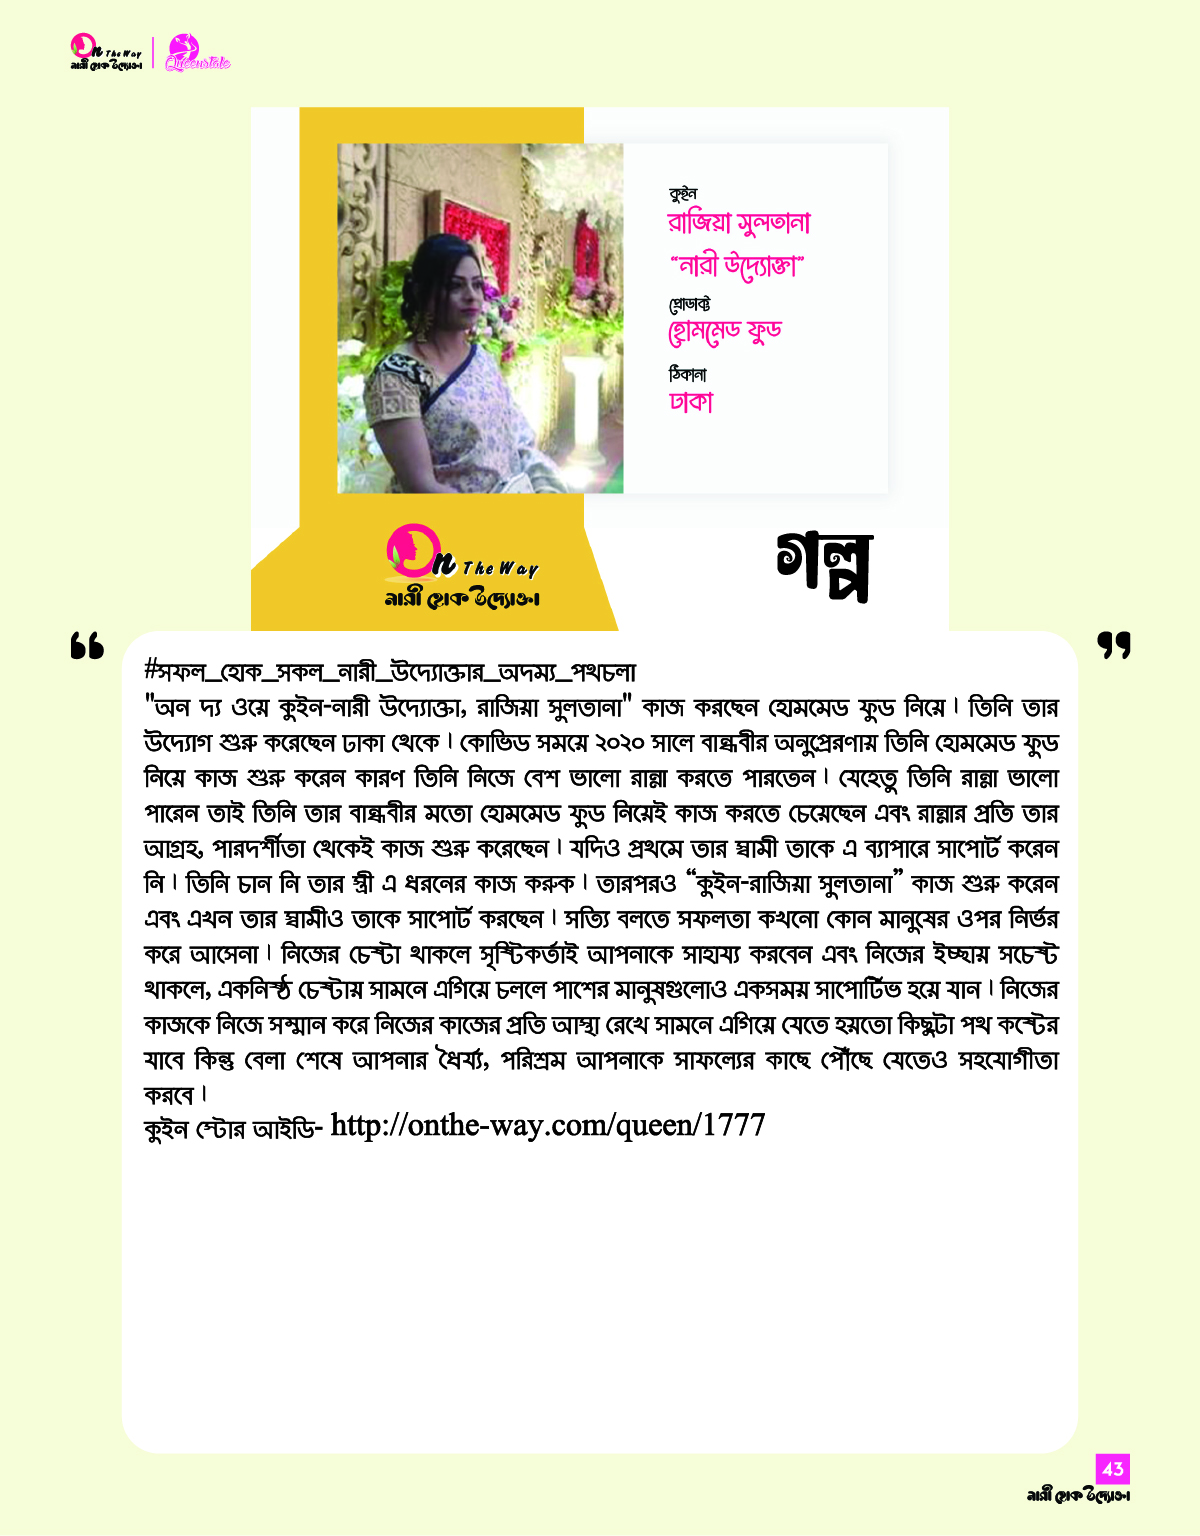 On The Way
নারী হোক উদ্যোক্তা
Queenstale
কুইন
রাজিয়া সুলতানা
“নারী উদ্যোক্তা”
প্রোডাক্ট
হোমমেড ফুড
ঠিকানা
ঢাকা
On The Way
নারী হোক উদ্যোক্তা
গল্প
#সফল_হোক_সকল_নারী_উদ্যোক্তার_অদম্য_পথচলা
"অন দ্য ওয়ে কুইন-নারী উদ্যোক্তা, রাজিয়া সুলতানা" কাজ করছেন হোমমেড ফুড নিয়ে। তিনি তার
উদ্যোগ শুরু করেছেন ঢাকা থেকে। কোভিড সময়ে ২০২০ সালে বান্ধবীর অনুপ্রেরণায় তিনি হোমমেড ফুড
নিয়ে কাজ শুরু করেন কারণ তিনি নিজে বেশ ভালো রান্না করতে পারতেন। যেহেতু তিনি রান্না ভালো
পারেন তাই তিনি তার বান্ধবীর মতো হোমমেড ফুড নিয়েই কাজ করতে চেয়েছেন এবং রান্নার প্রতি তার
আগ্রহ, পারদর্শীতা থেকেই কাজ শুরু করেছেন। যদিও প্রথমে তার স্বামী তাকে এ ব্যাপারে সাপোর্ট করেন
নি। তিনি চান নি তার স্ত্রী এ ধরনের কাজ করুক। তারপরও “কুইন-রাজিয়া সুলতানা” কাজ শুরু করেন
এবং এখন তার স্বামীও তাকে সাপোর্ট করছেন। সত্যি বলতে সফলতা কখনো কোন মানুষের ওপর নির্ভর
করে আসেনা। নিজের চেস্টা থাকলে সৃস্টিকর্তাই আপনাকে সাহায্য করবেন এবং নিজের ইচ্ছায় সচেস্ট
থাকলে, একনিস্ঠ চেস্টায় সামনে এগিয়ে চললে পাশের মানুষগুলোও একসময় সাপোর্টিভ হয়ে যান। নিজের
কাজকে নিজে সম্মান করে নিজের কাজের প্রতি আস্থা রেখে সামনে এগিয়ে যেতে হয়তো কিছুটা পথ কস্টের
যাবে কিন্তু বেলা শেষে আপনার ধৈর্য্য, পরিশ্রম আপনাকে সাফল্যের কাছে পৌঁছে যেতেও সহযোগীতা
করবে।
কুইন স্টোর আইডি- http://onthe-way.com/queen/1777
43
নারী হোক উদ্যোক্তা